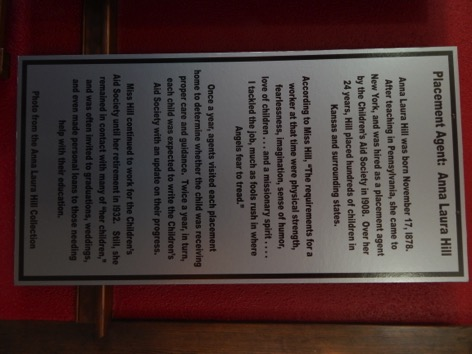 Placement Agent:  Anna Laura Hill
Anna Laura Hill was born November 17, 1878.
After teaching in Pennsylvania, she came to
New York, and was hired as a placement agent
by the Children's Aid Society in 1908.  Over her
24 years, Hill placed hundreds of children in
Kansas and surrounding states.
According to Miss Hill, "The requirements for a
worker at that time were physical strength,
fearlessness, imagination, sense of humor,
love of children . . . and a missionary spirit . . . .
I tackled the job, much as fools rush in where
Angels fear to tread."
Once a year, agents visited each placement
home to determine whether the child was receiving
proper care and guidance.  Twice a year, in turn,
each child was expected to write the Children's
Aid Society with an update on their progress.
Miss Hill continued to work for the Children's
Aid Society until her retirement in 1932.  Still, she
remained in contact with many of "her children,"
and was often invited to graduations, weddings,
and even made personal loans to those needing
help with their education.
Photo from the Anna Laura Hill Collection